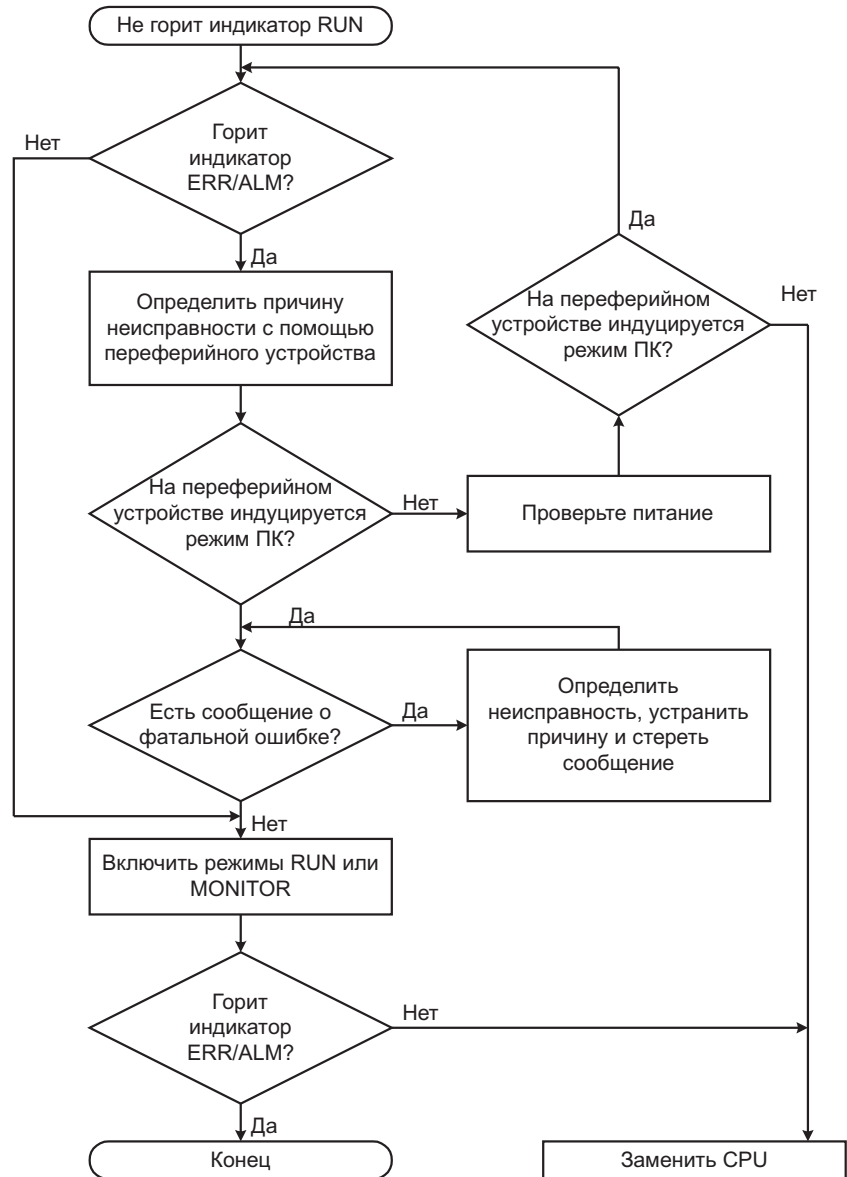 Не горит индикатор RUN
Нет
Горит
индикатор
ERR/ALM?
Да
Да
Определить причину
неисправности с помощью
переферийного устройства
На переферийном
устройстве индуцируется
режим ПК?
Нет
На переферийном
устройстве индуцируется
режим ПК?
Нет
Проверьте питание
Да
Есть сообщение о
фатальной ошибке?
Да
Определить
неисправность, устранить
причину и стереть
сообщение
Нет
Включить режимы RUN или
MONITOR
Горит
индикатор
ERR/ALM?
Нет
Да
Конец
Заменить CPU